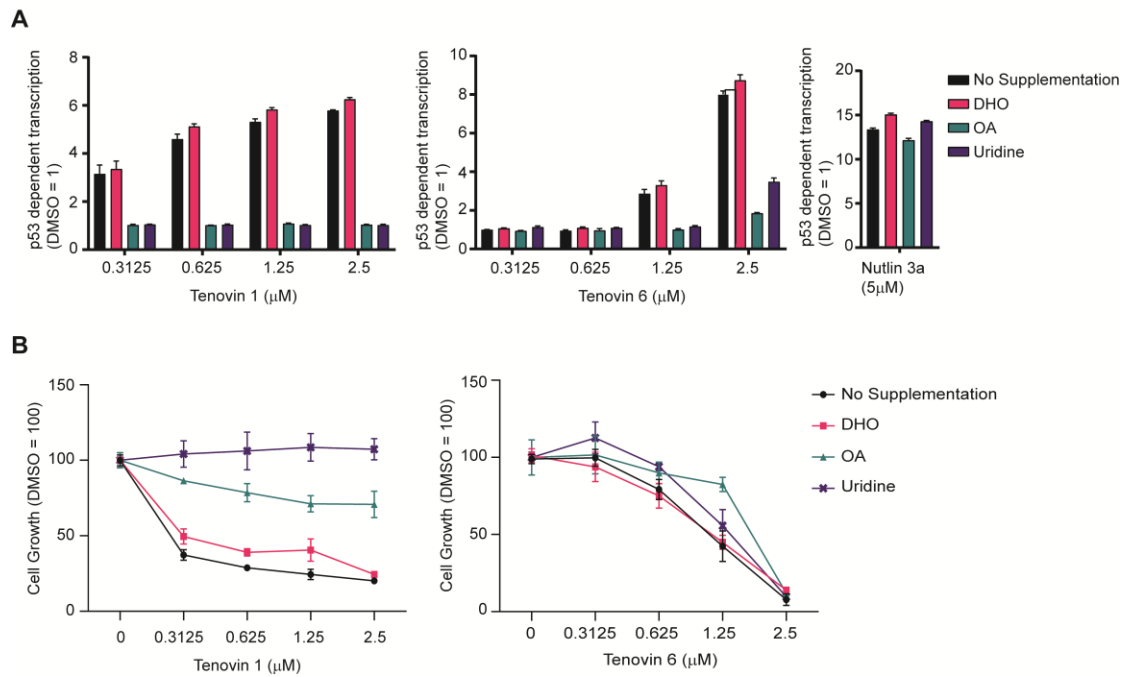 A
p53 dependent transcription
(DMSO = 1)
8
6
4
2
0
0.3125 0.625 1.25 2.5
Tenovin 1 (μM)
p53 dependent transcription
(DMSO = 1)
10
8
6
4
2
0
0.3125 0.625 1.25 2.5
Tenovin 6 (μM)
p53 dependent transcription
(DMSO = 1)
20
15
10
5
0
Nutlin 3a
(5μM)
No Supplementation
DHO
OA
Uridine
B
Cell Growth (DMSO = 100)
150
100
50
0
0 0.3125 0.625 1.25 2.5
Tenovin 1 (μM)
Cell Growth (DMSO = 100)
150
100
50
0
0 0.3125 0.625 1.25 2.5
Tenovin 6 (μM)
No Supplementation
DHO
OA
Uridine